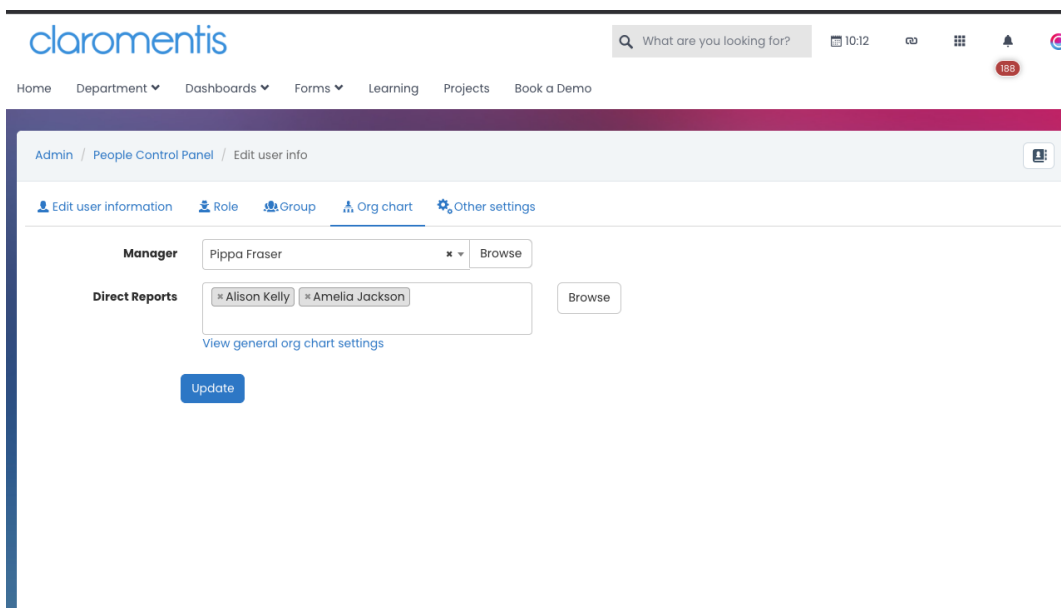 claromentis
What are you looking for?
10:12
188
Home Department Dashboards Forms Learning Projects Book a Demo
Admin / People Control Panel / Edit user info
Edit user information Role Group Org chart Other settings
Manager Pippa Fraser × Browse
Direct Reports × Alison Kelly × Amelia Jackson Browse
View general org chart settings
Update